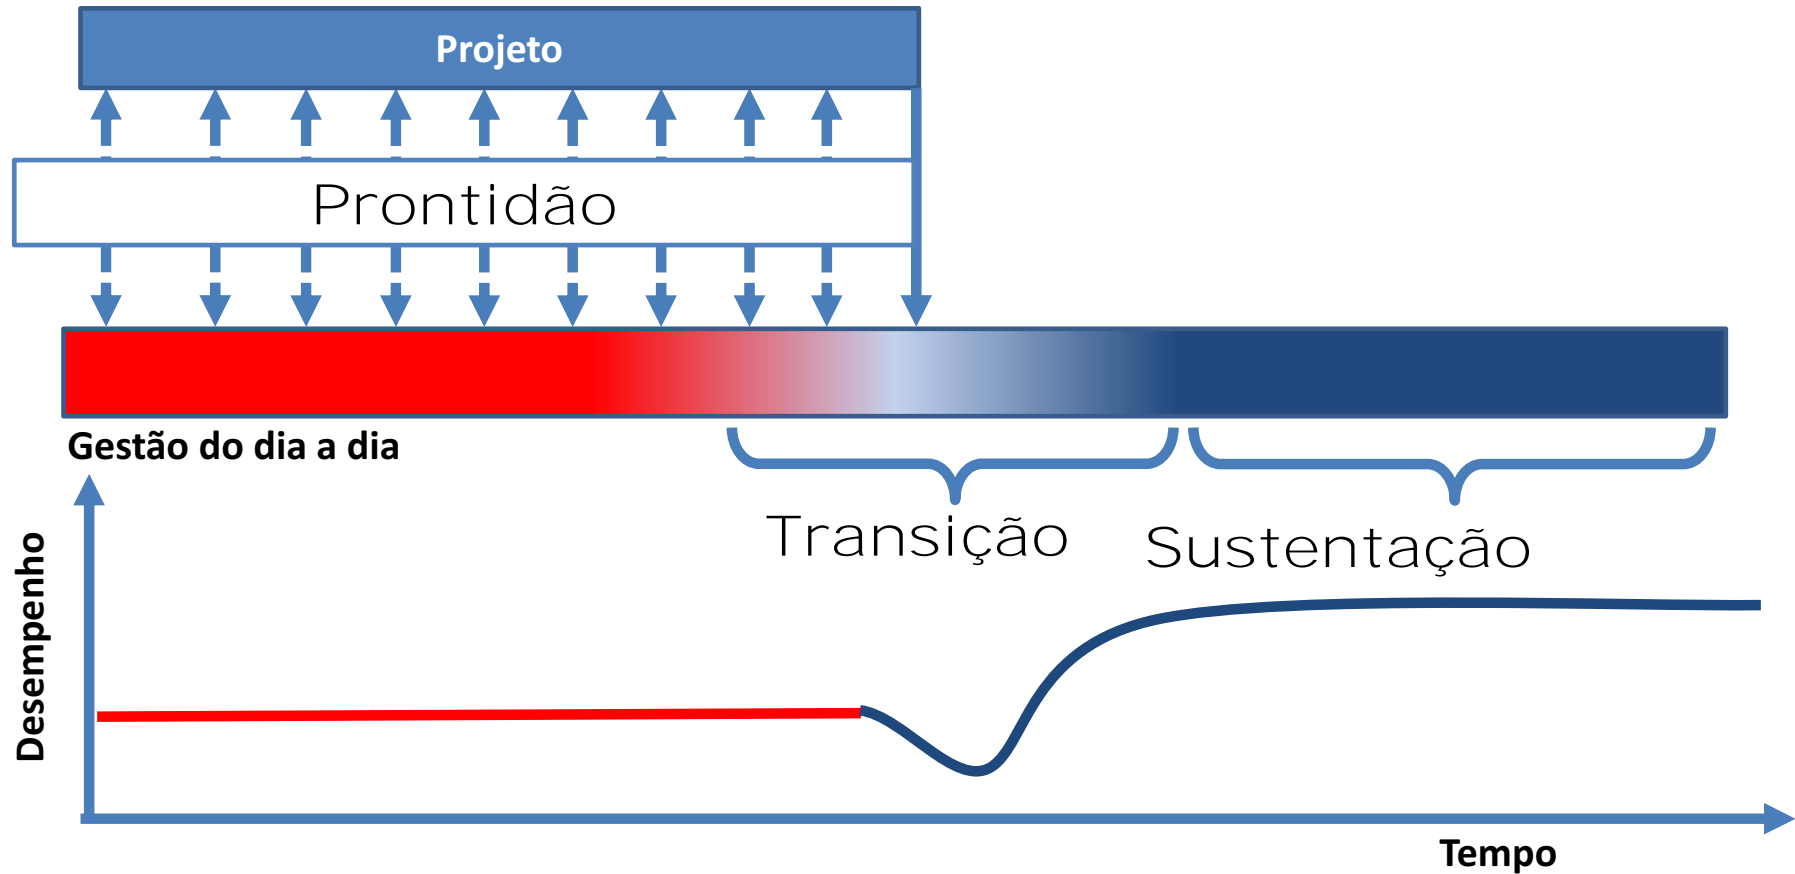 Projeto
Prontidão
Gestão do dia a dia
Transição
Sustentação
Desempenho
Tempo